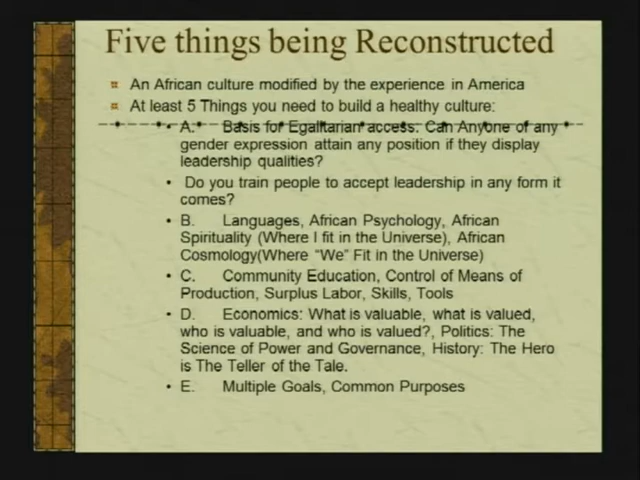 Five things being Reconstructed
An African culture modified by the experience in America
At least 5 Things you need to build a healthy culture:
• A. Basis for Egalitarian access: Can Anyone of any
gender expression attain any position if they display
leadership qualities?
• Do you train people to accept leadership in any form it
comes?
• B. Languages, African Psychology, African
Spirituality (Where I fit in the Universe), African
Cosmology(Where "We" Fit in the Universe)
• C. Community Education, Control of Means of
Production, Surplus Labor, Skills, Tools
• D. Economics: What is valuable, what is valued,
who is valuable, and who is valued?, Politics: The
Science of Power and Governance, History: The Hero
is The Teller of the Tale.
• E. Multiple Goals, Common Purposes